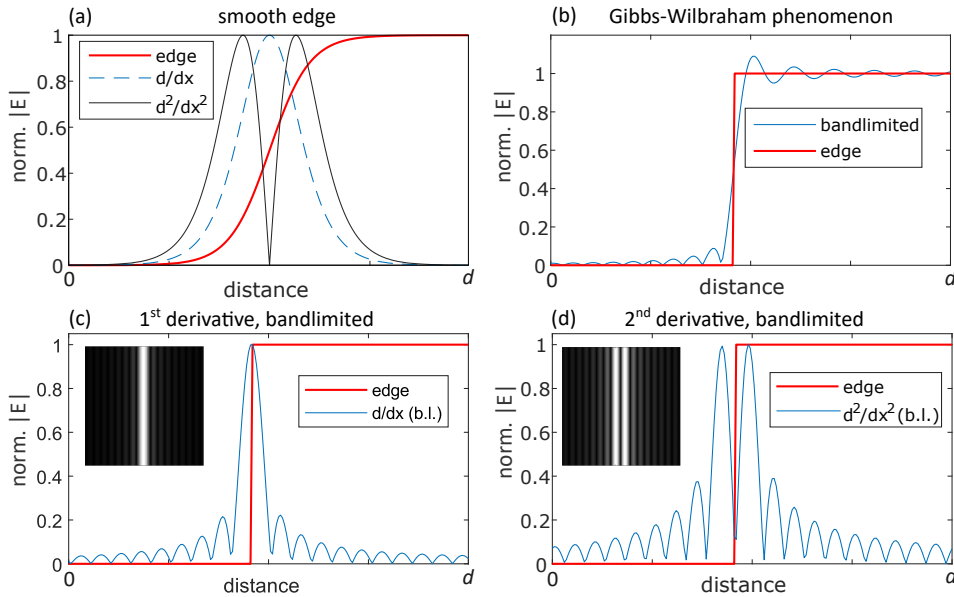 (a) smooth edge
norm. |E|
1
0.8
0.6
0.4
0.2
0
edge
d/dx
d²/dx²
0 d
distance
(b) Gibbs-Wilbraham phenomenon
norm. |E|
1
0.8
0.6
0.4
0.2
0
bandlimited
edge
0 d
distance
(c) 1st derivative, bandlimited
norm. |E|
1
0.8
0.6
0.4
0.2
0
edge
d/dx (b.l.)
0 d
distance
(d) 2nd derivative, bandlimited
norm. |E|
1
0.8
0.6
0.4
0.2
0
edge
d²/dx² (b.l.)
0 d
distance